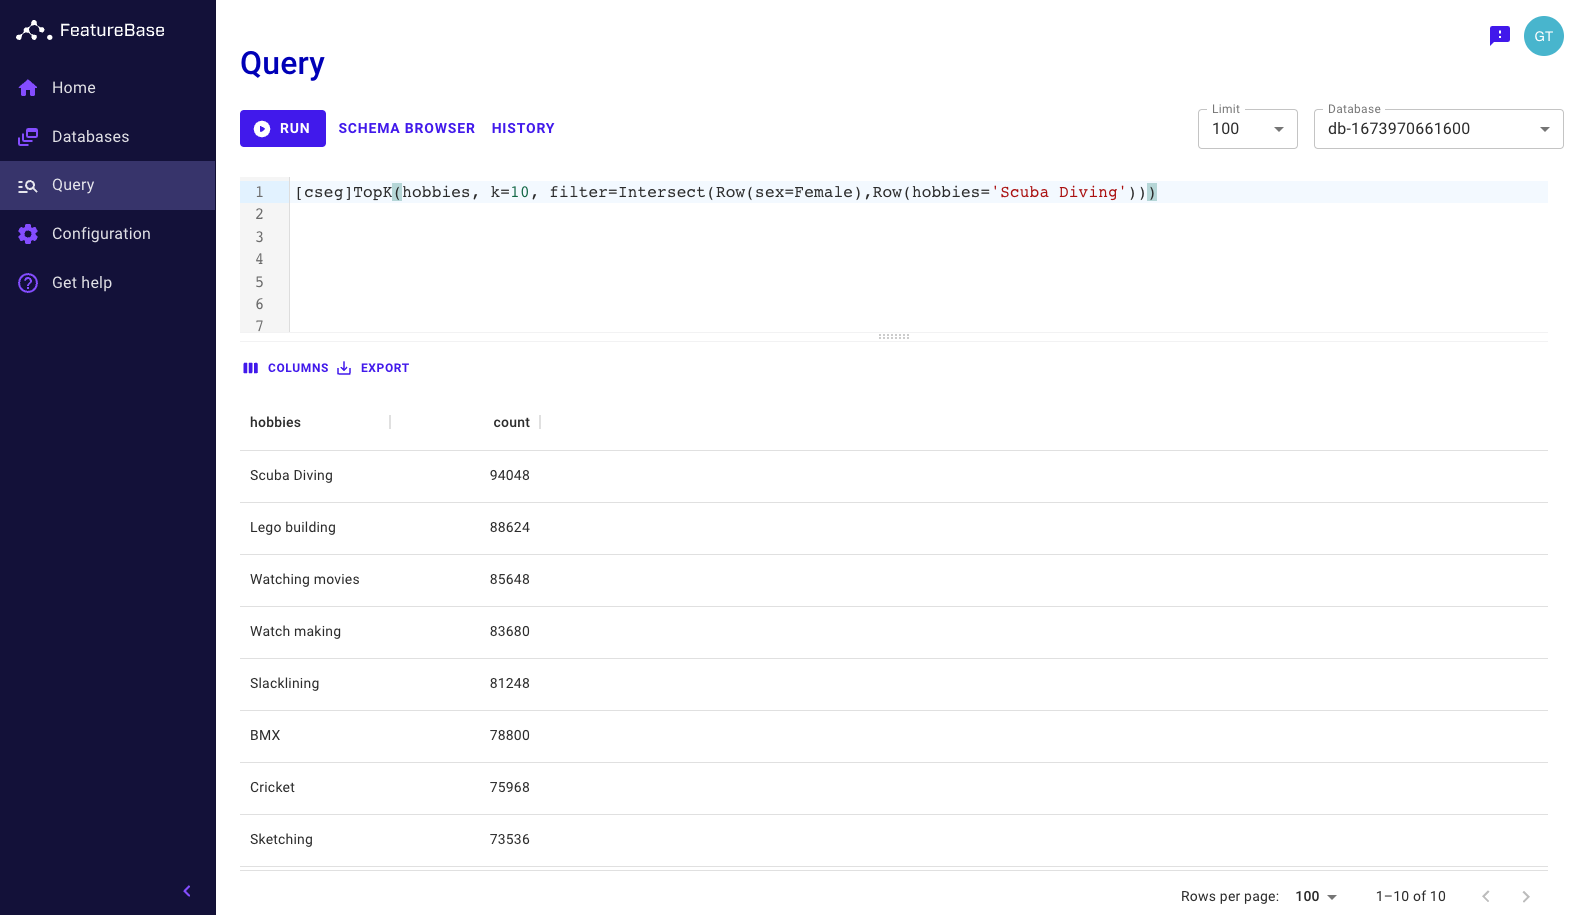 FeatureBase
Home
Databases
Query
Configuration
Get help
GT
Query
RUN SCHEMA BROWSER HISTORY
Limit
100
Database
db-1673970661600
1 [cseg]TopK(hobbies, k=10, filter=Intersect(Row(sex=Female),Row(hobbies='Scuba Diving')))
2
3
4
5
6
7
COLUMNS EXPORT
hobbies count
Scuba Diving 94048
Lego building 88624
Watching movies 85648
Watch making 83680
Slacklining 81248
BMX 78800
Cricket 75968
Sketching 73536
Rows per page: 100 1–10 of 10